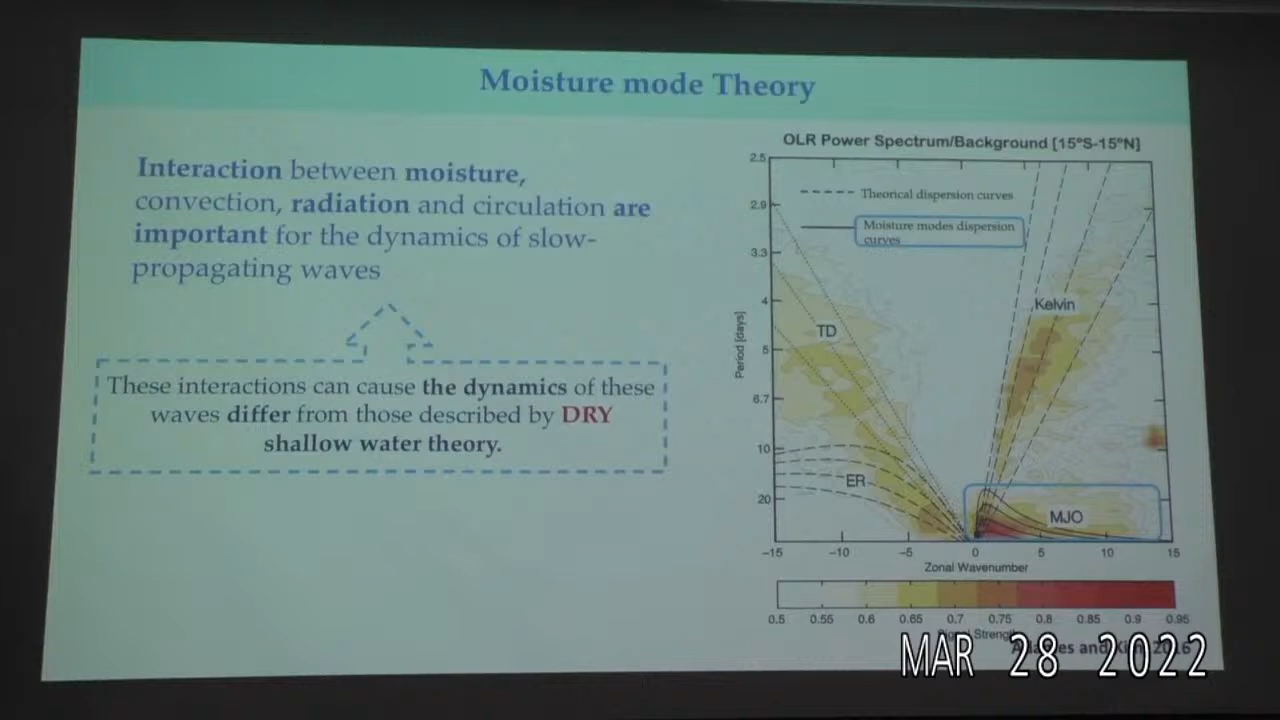 Moisture mode Theory
Interaction between moisture,
convection, radiation and circulation are
important for the dynamics of slow-
propagating waves
These interactions can cause the dynamics of these
waves differ from those described by DRY
shallow water theory.
OLR Power Spectrum/Background [15°S-15°N]
Theorical dispersion curves
Moisture modes dispersion
curves
Period [days]
2.5
2.9
3.3
4
5
6.7
10
20
TD
Kelvin
ER
MJO
-15 -10 -5 0 5 10 15
Zonal Wavenumber
0.5 0.55 0.6 0.65 0.7 0.75 0.8 0.85 0.9 0.95
MAR 28 2022